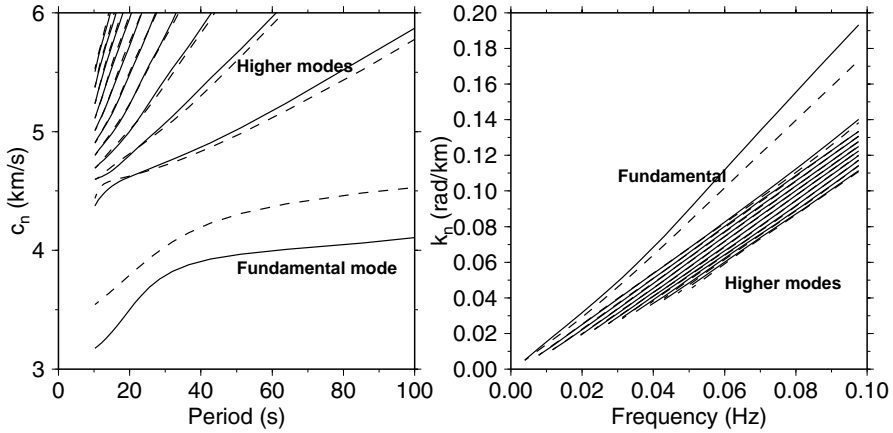 6
5
4
3
c_n (km/s)
Higher modes
Fundamental mode
0 20 40 60 80 100
Period (s)
0.20
0.18
0.16
0.14
0.12
0.10
0.08
0.06
0.04
0.02
0.00
k_n (rad/km)
Fundamental
Higher modes
0.00 0.02 0.04 0.06 0.08 0.10
Frequency (Hz)